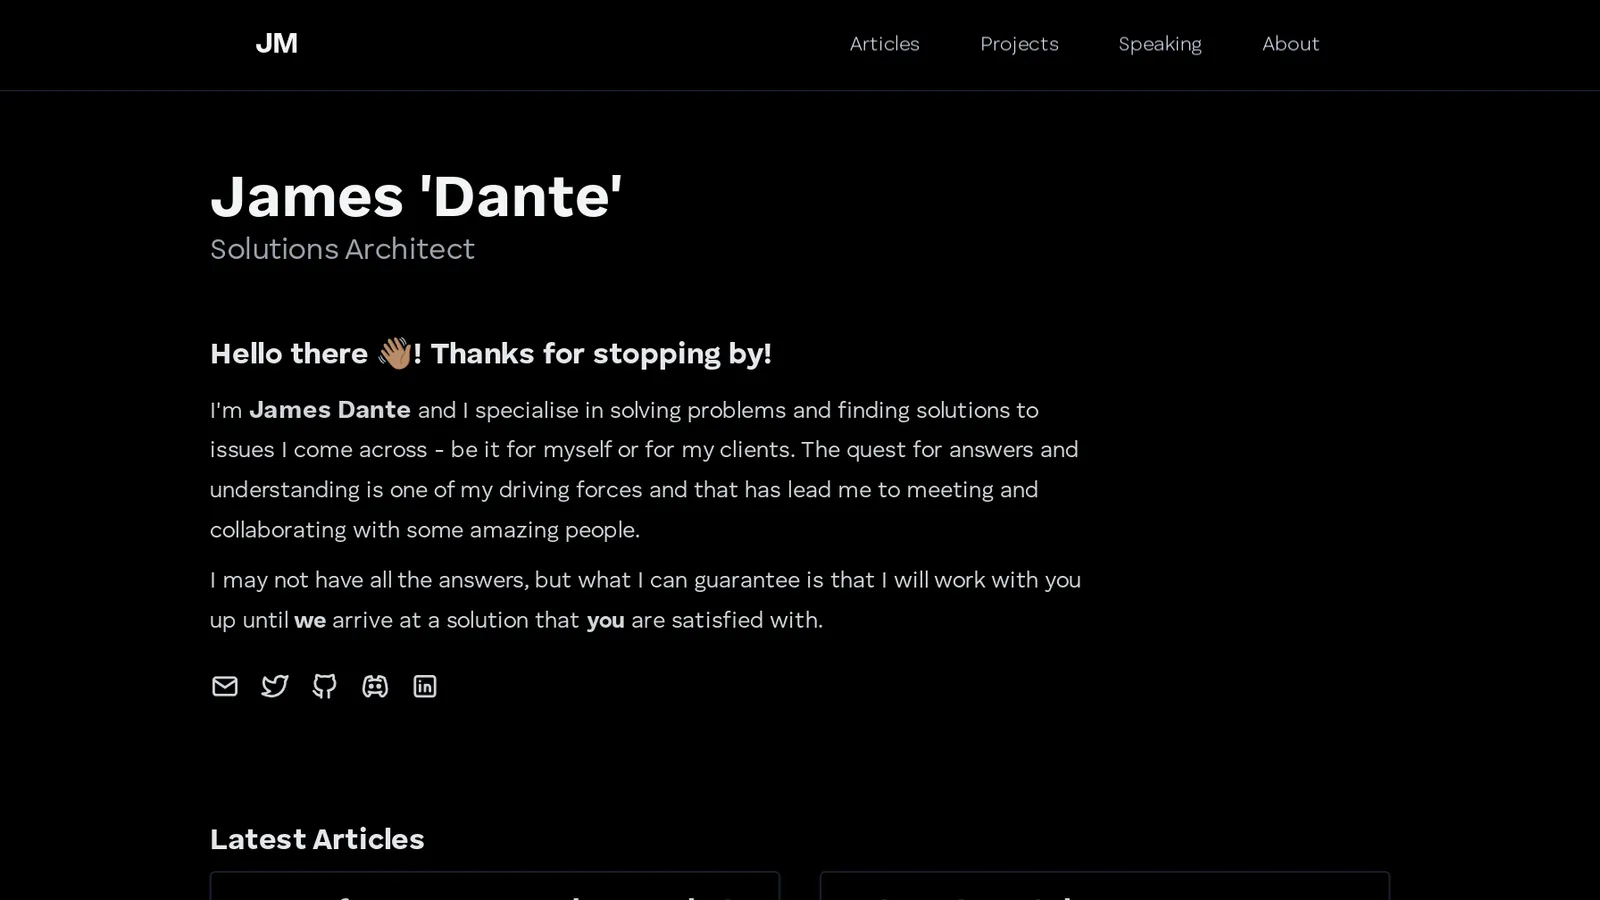 JM
Articles Projects Speaking About
James 'Dante'
Solutions Architect
Hello there 👋🏽! Thanks for stopping by!
I'm James Dante and I specialise in solving problems and finding solutions to
issues I come across - be it for myself or for my clients. The quest for answers and
understanding is one of my driving forces and that has lead me to meeting and
collaborating with some amazing people.
I may not have all the answers, but what I can guarantee is that I will work with you
up until we arrive at a solution that you are satisfied with.
Latest Articles